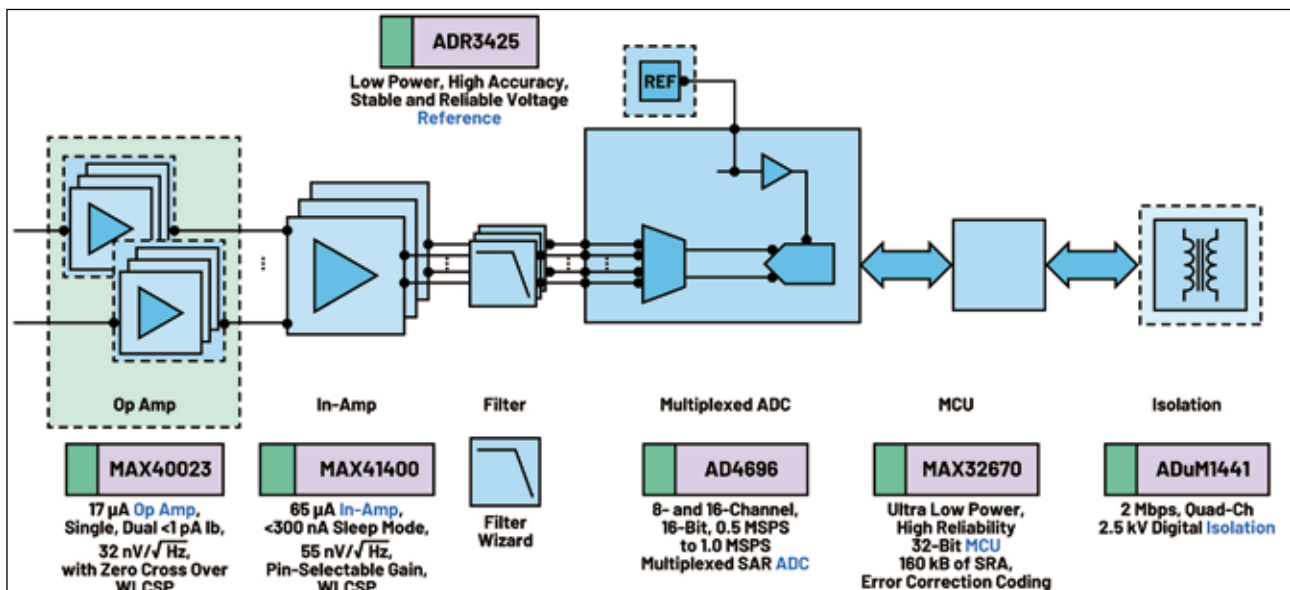 ADR3425
Low Power, High Accuracy,
Stable and Reliable Voltage
Reference
REF
Op Amp
In-Amp
Filter
Multiplexed ADC
MCU
Isolation
MAX40023
17 µA Op Amp,
Single, Dual <1 pA Ib,
32 nV/√Hz,
with Zero Cross Over
WLCSP
MAX41400
65 µA In-Amp,
<300 nA Sleep Mode,
55 nV/√Hz,
Pin-Selectable Gain,
WLCSP
Filter
Wizard
AD4696
8- and 16-Channel,
16-Bit, 0.5 MSPS
to 1.0 MSPS
Multiplexed SAR ADC
MAX32670
Ultra Low Power,
High Reliability
32-Bit MCU
160 kB of SRA,
Error Correction Coding
ADuM1441
2 Mbps, Quad-Ch
2.5 kV Digital Isolation